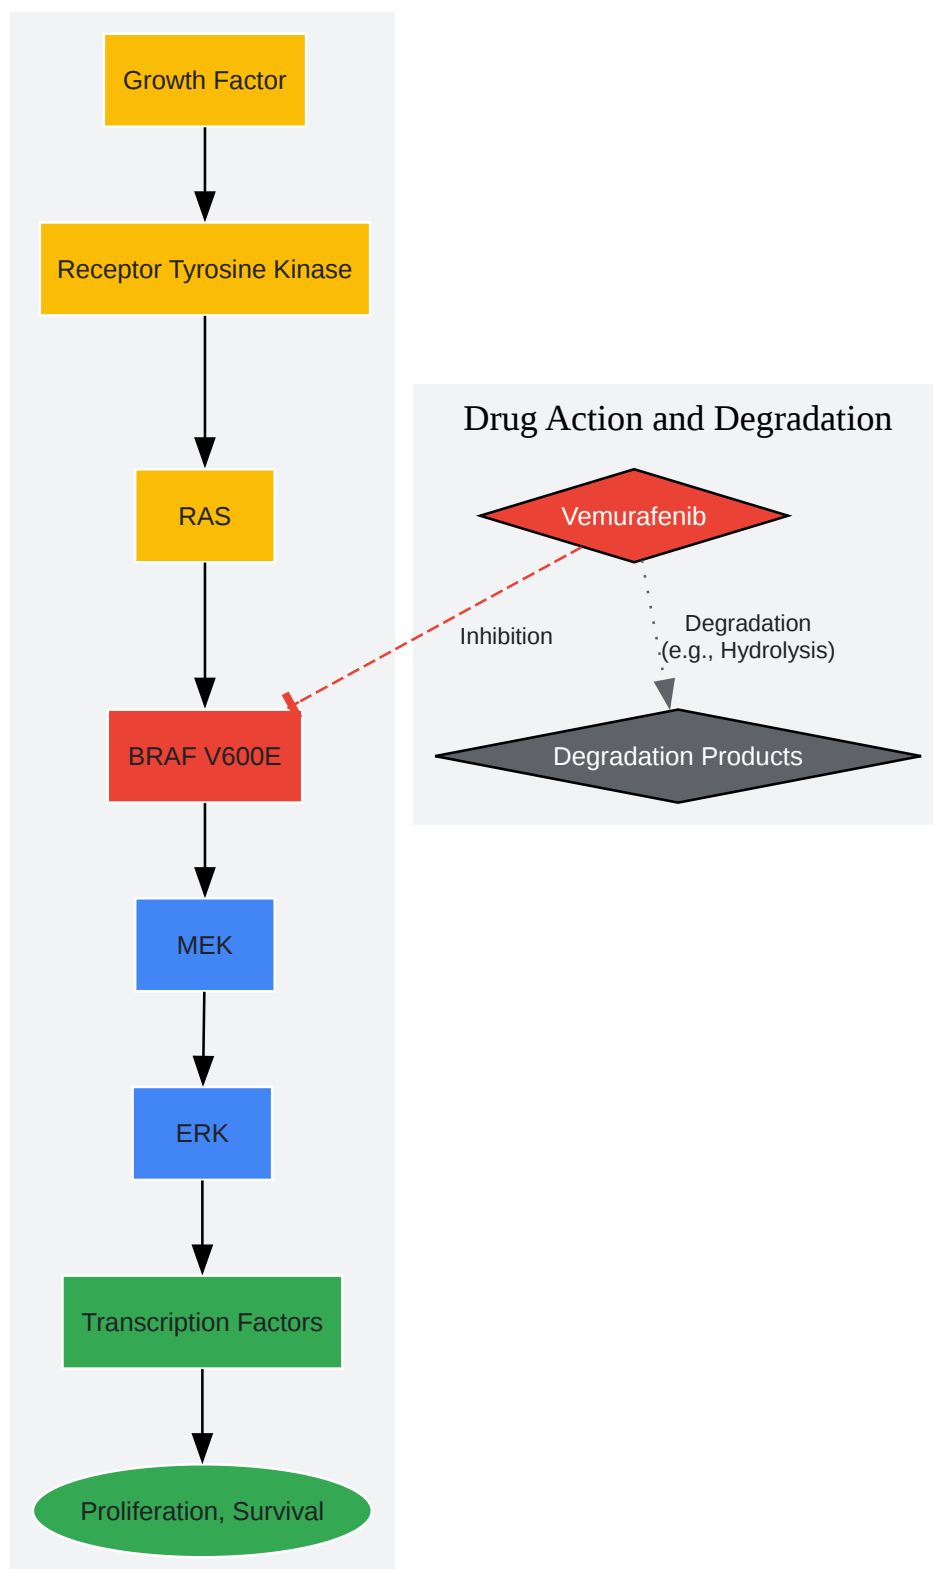 Growth Factor
Receptor Tyrosine Kinase
Drug Action and Degradation
RAS
Vemurafenib
Inhibition
Degradation
(e.g., Hydrolysis)
BRAF V600E
Degradation Products
MEK
ERK
Transcription Factors
Proliferation, Survival